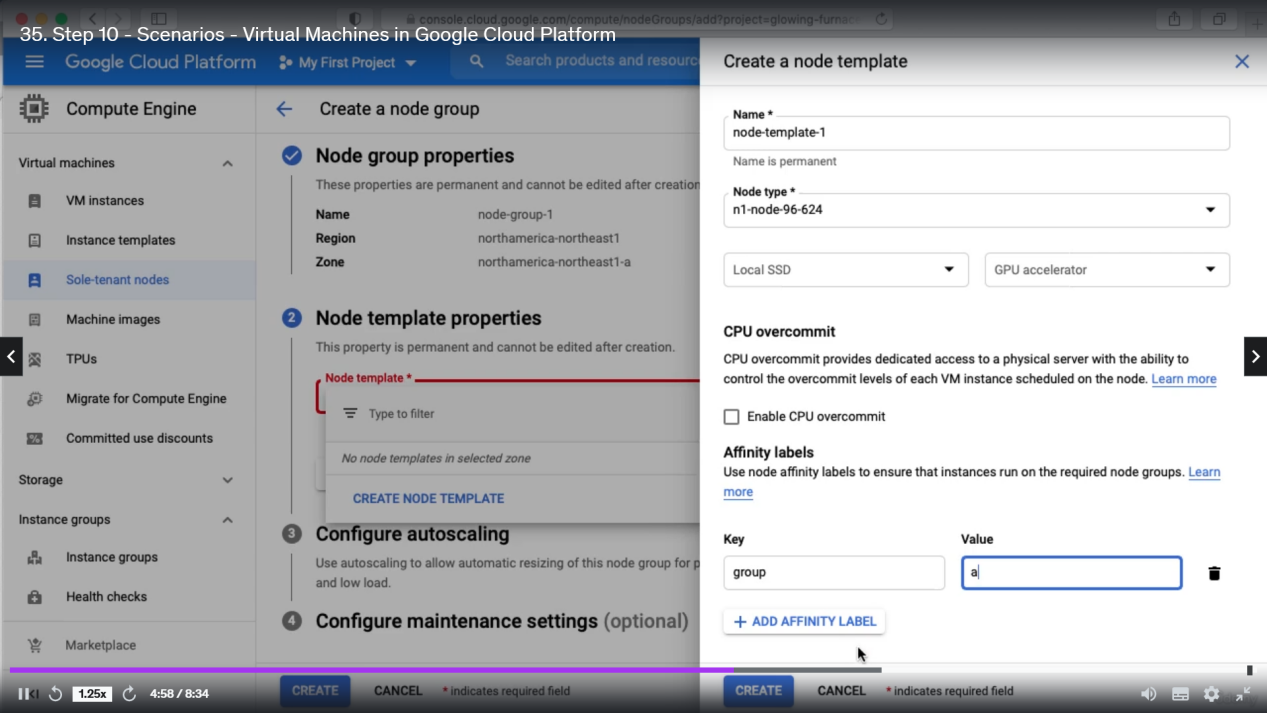 console.cloud.google.com/compute/nodeGroups/add?project=glowing-furnac
35. Step 10 - Scenarios - Virtual Machines in Google Cloud Platform
Google Cloud Platform
My First Project
Search products and resourc
Compute Engine
Virtual machines
VM instances
Instance templates
Sole-tenant nodes
Machine images
TPUs
Migrate for Compute Engine
Committed use discounts
Storage
Instance groups
Instance groups
Health checks
Marketplace
Create a node group
Node group properties
These properties are permanent and cannot be edited after creation
Name node-group-1
Region northamerica-northeast1
Zone northamerica-northeast1-a
2 Node template properties
This property is permanent and cannot be edited after creation.
Node template *
Type to filter
No node templates in selected zone
CREATE NODE TEMPLATE
3 Configure autoscaling
Use autoscaling to allow automatic resizing of this node group for p
and low load.
4 Configure maintenance settings (optional)
CREATE CANCEL * indicates required field
Create a node template
Name *
node-template-1
Name is permanent
Node type *
n1-node-96-624
Local SSD GPU accelerator
CPU overcommit
CPU overcommit provides dedicated access to a physical server with the ability to
control the overcommit levels of each VM instance scheduled on the node. Learn more
Enable CPU overcommit
Affinity labels
Use node affinity labels to ensure that instances run on the required node groups. Learn
more
Key Value
group a
+ ADD AFFINITY LABEL
CREATE CANCEL * indicates required field
1.25x 4:58 / 8:34